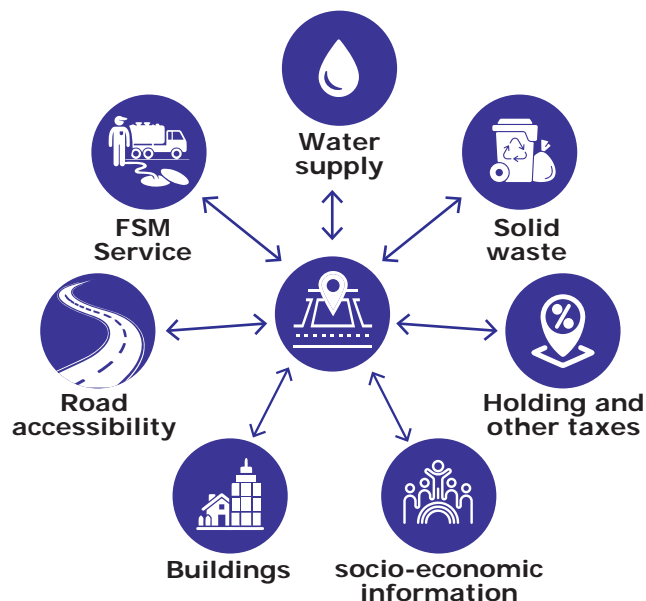 Water
supply
FSM
Service
Solid
waste
Road
accessibility
%
Holding and
other taxes
Buildings
socio-economic
information